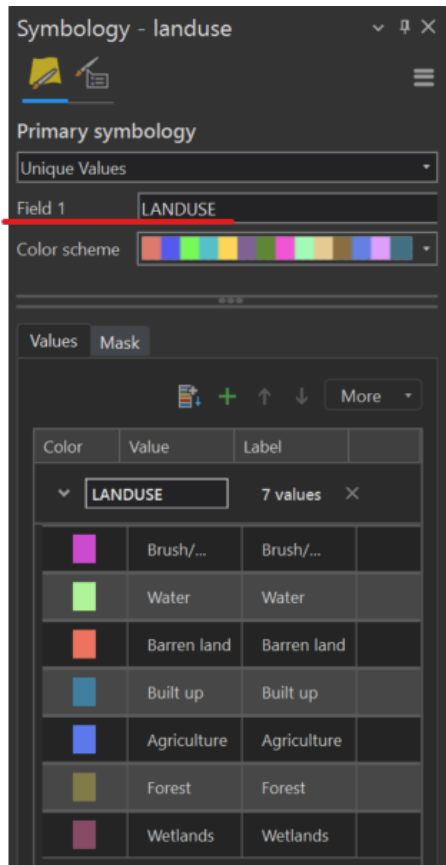 Symbology - landuse
Primary symbology
Unique Values
Field 1 LANDUSE
Color scheme
Values Mask
More
Color Value Label
LANDUSE 7 values
Brush/... Brush/...
Water Water
Barren land Barren land
Built up Built up
Agriculture Agriculture
Forest Forest
Wetlands Wetlands